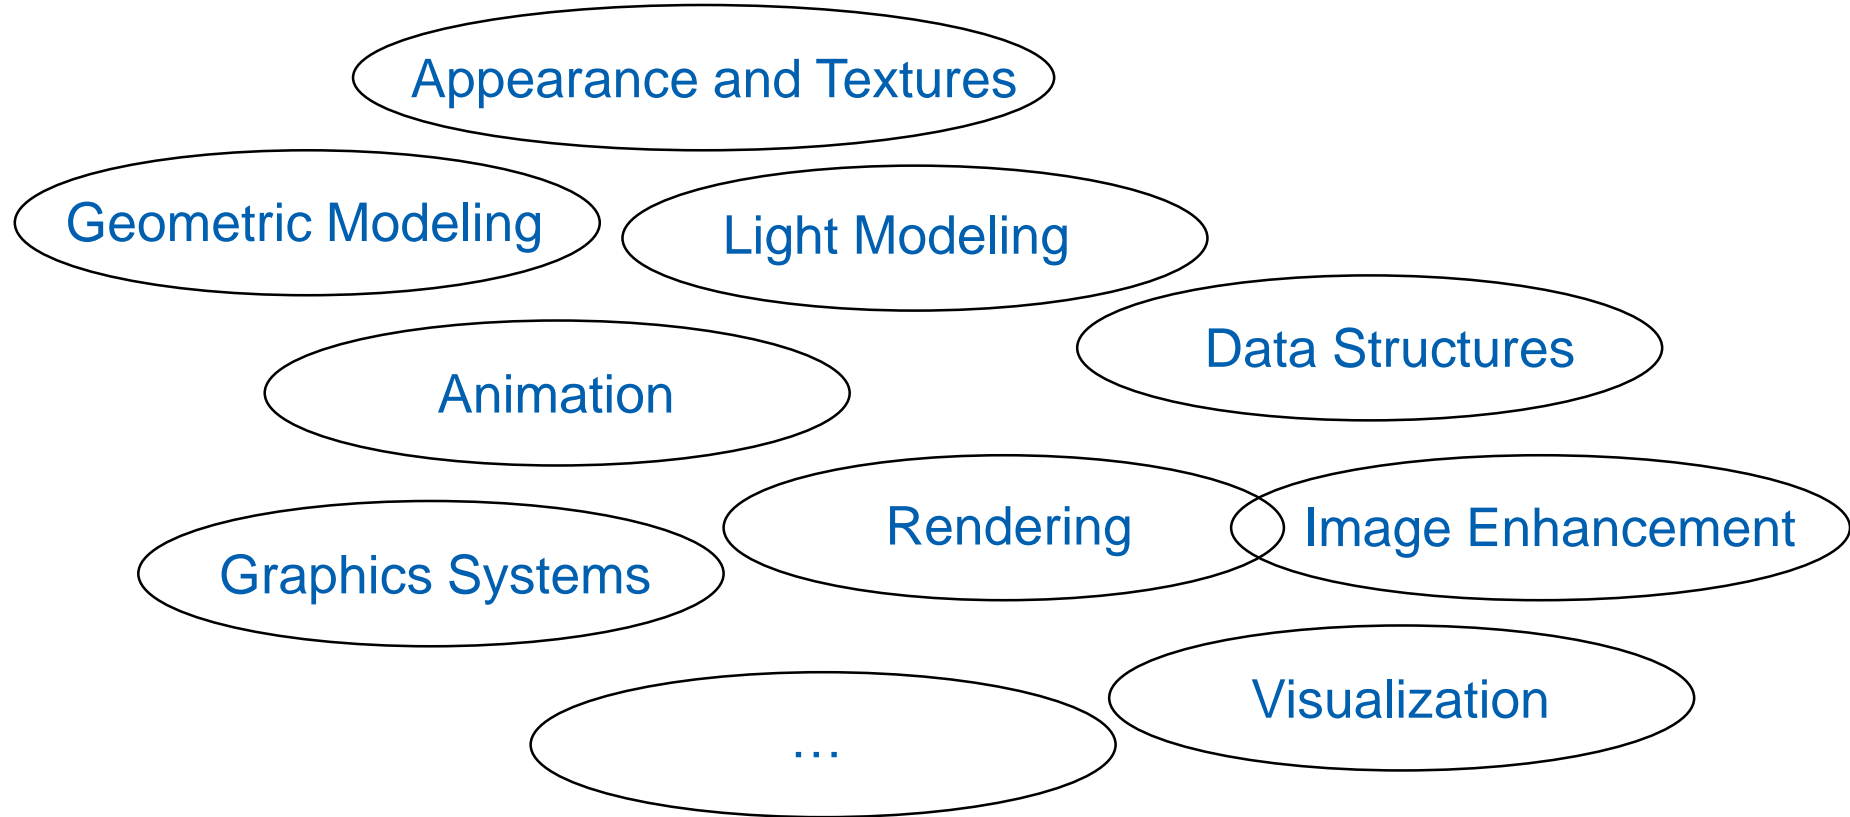 Appearance and Textures
Geometric Modeling
Light Modeling
Data Structures
Animation
Rendering
Image Enhancement
Graphics Systems
Visualization
…